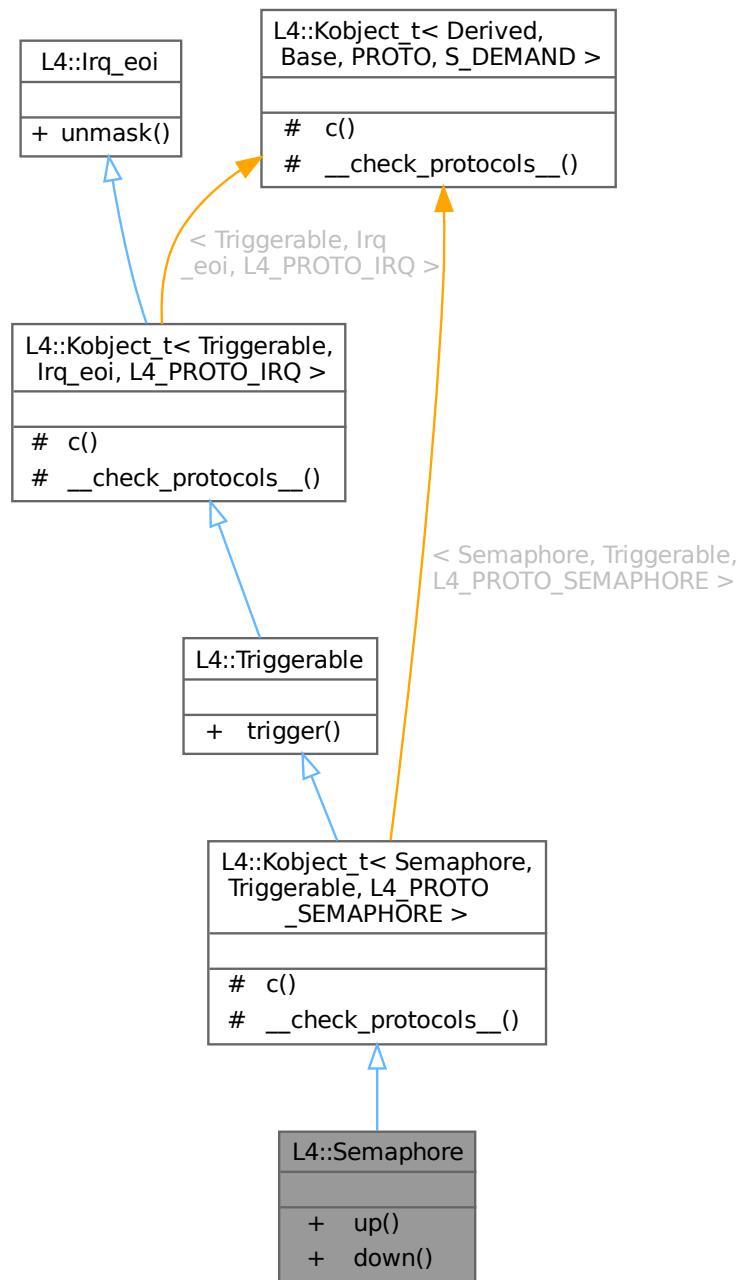 L4::Irq_eoi
+ unmask()
L4::Kobject_t< Derived,
Base, PROTO, S_DEMAND >
# c()
# __check_protocols__()
< Triggerable, Irq
_eoi, L4_PROTO_IRQ >
L4::Kobject_t< Triggerable,
Irq_eoi, L4_PROTO_IRQ >
# c()
# __check_protocols__()
< Semaphore, Triggerable,
L4_PROTO_SEMAPHORE >
L4::Triggerable
+ trigger()
L4::Kobject_t< Semaphore,
Triggerable, L4_PROTO
_SEMAPHORE >
# c()
# __check_protocols__()
L4::Semaphore
+ up()
+ down()